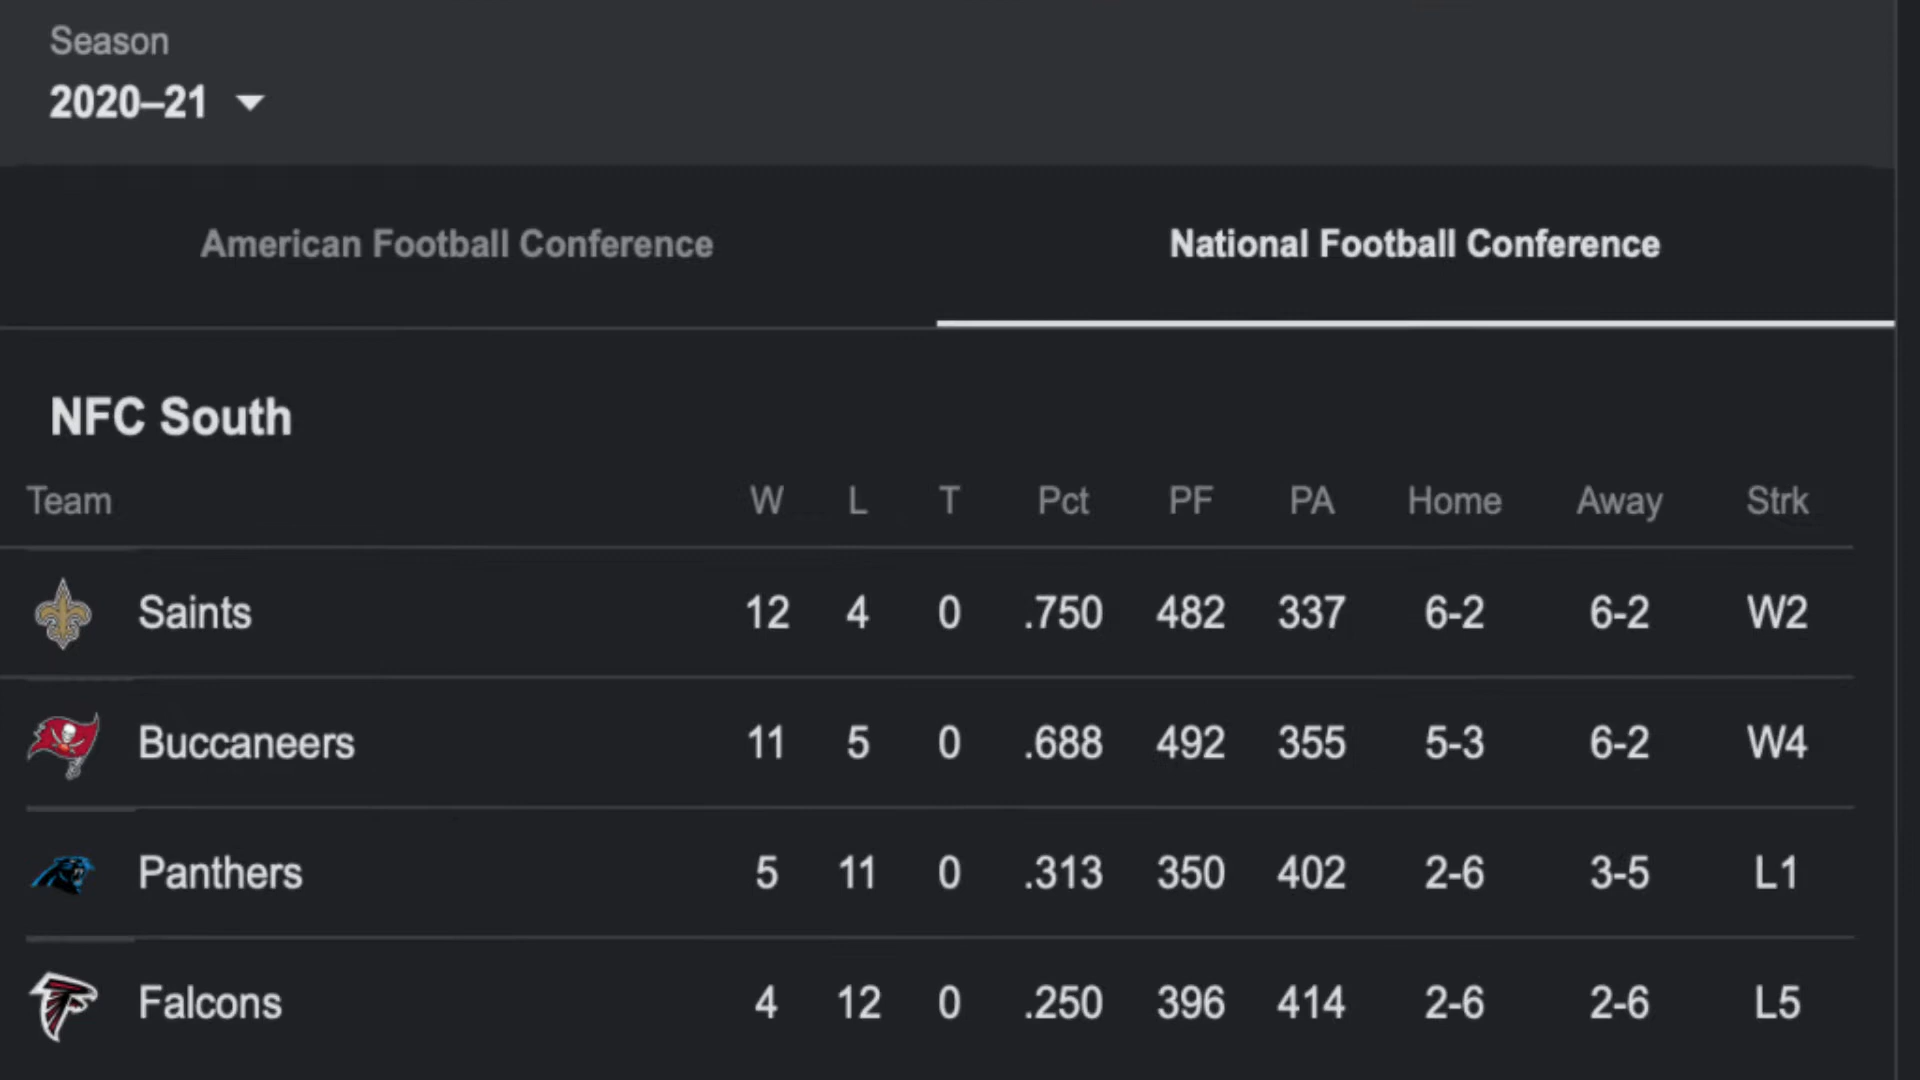 Season
2020–21
American Football Conference National Football Conference
NFC South
Team W L T Pct PF PA Home Away Strk
Saints 12 4 0 .750 482 337 6-2 6-2 W2
Buccaneers 11 5 0 .688 492 355 5-3 6-2 W4
Panthers 5 11 0 .313 350 402 2-6 3-5 L1
Falcons 4 12 0 .250 396 414 2-6 2-6 L5